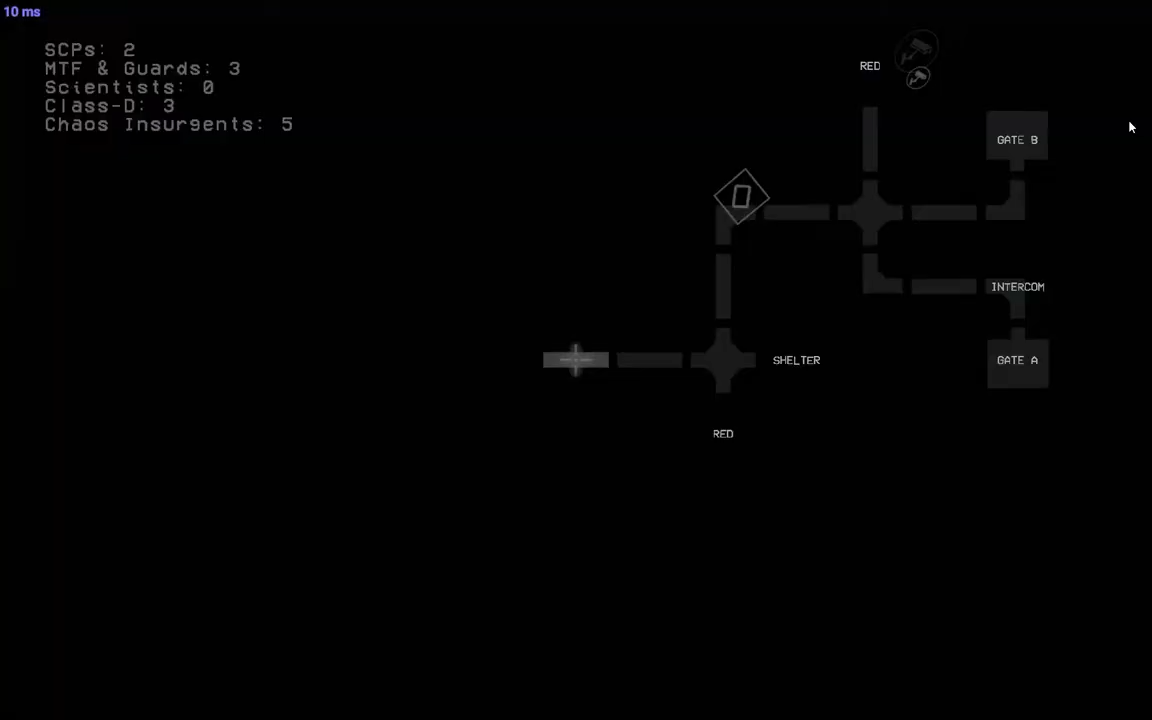 10 ms
SCPs: 2
MTF & Guards: 3
Scientists: 0
Class-D: 3
Chaos Insurgents: 5
RED
GATE B
INTERCOM
SHELTER
GATE A
RED